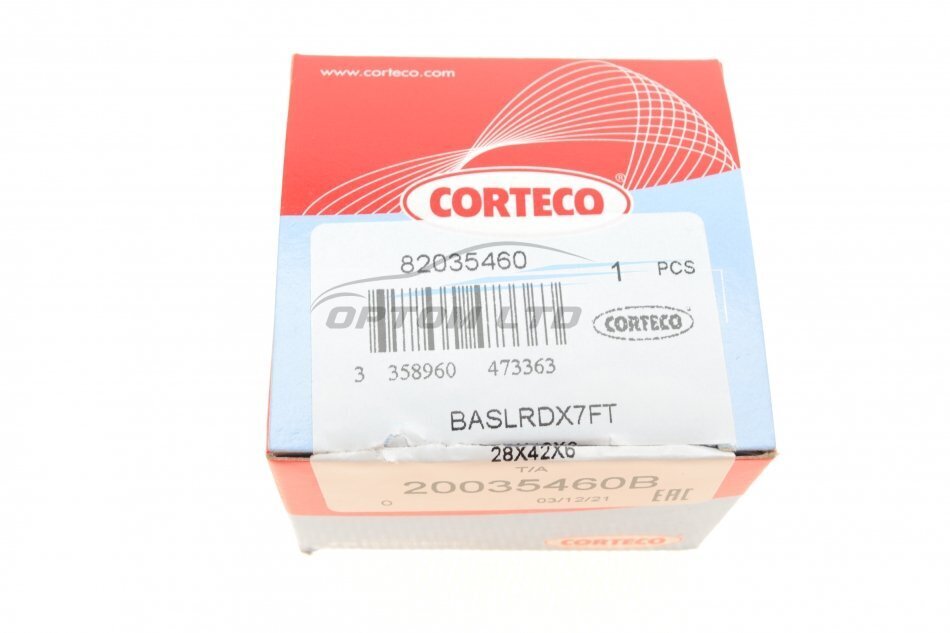 www.corteco.com
CORTECO®
82035460
1 PCS
OPTOM LTD
CORTECO
3 358960 473363
BASLRDX7FT
28X42X6
T/A
20035460B
0 03/12/21 EAC
CORTECO